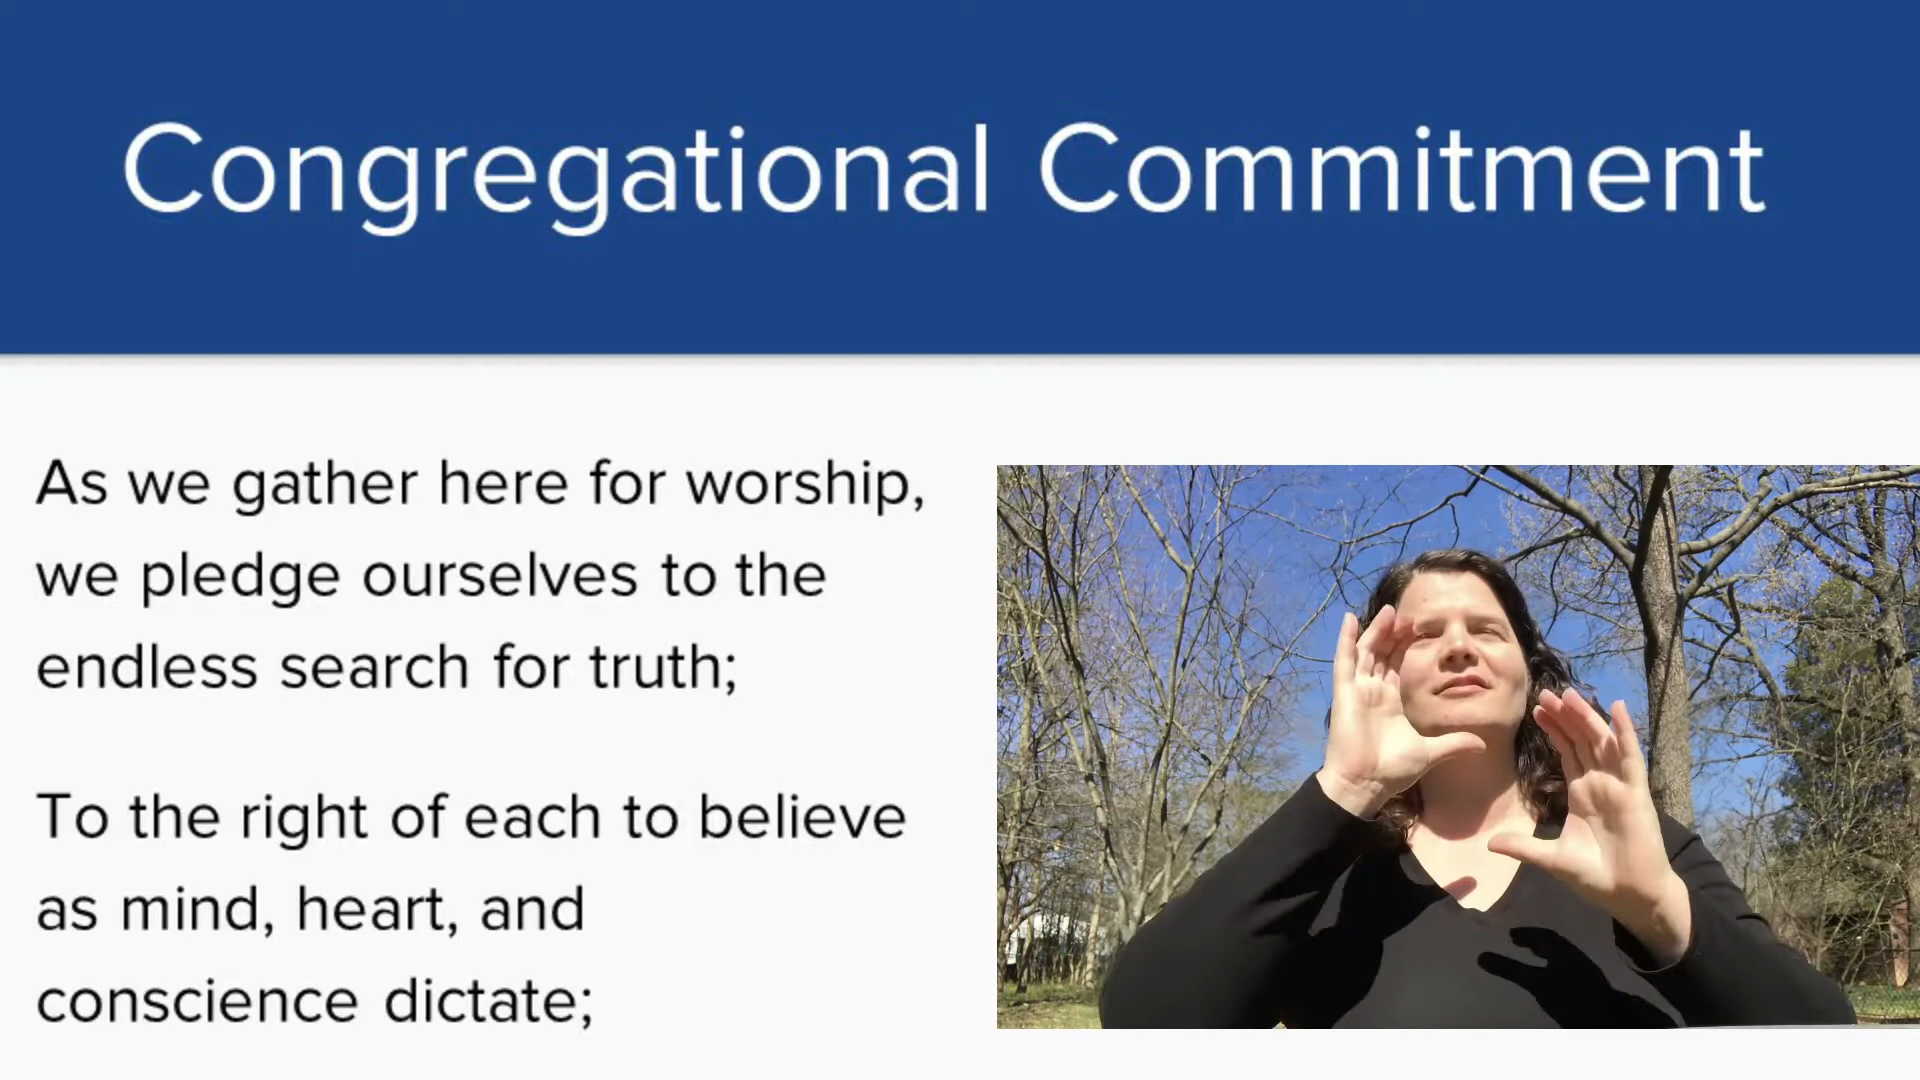 Congregational Commitment
As we gather here for worship,
we pledge ourselves to the
endless search for truth;
To the right of each to believe
as mind, heart, and
conscience dictate;